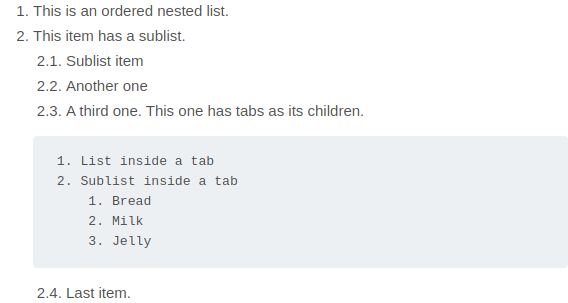 1. This is an ordered nested list.
2. This item has a sublist.
2.1. Sublist item
2.2. Another one
2.3. A third one. This one has tabs as its children.
1. List inside a tab
2. Sublist inside a tab
1. Bread
2. Milk
3. Jelly
2.4. Last item.